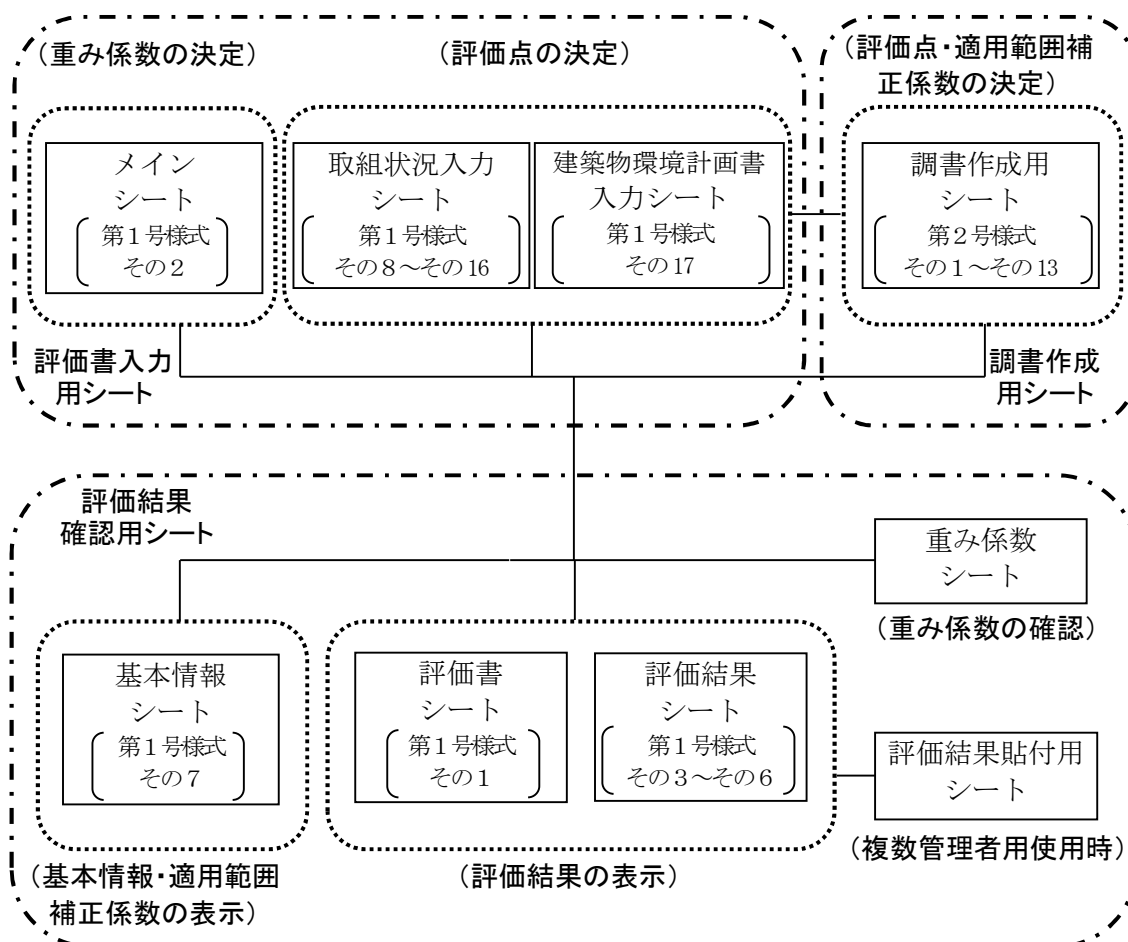 （重み係数の決定）
（評価点の決定）
（評価点・適用範囲補
正係数の決定）
メイン
シート
第１号様式
その２
取組状況入力
シート
第１号様式
その８～その16
建築物環境計画書
入力シート
第１号様式
その17
調書作成用
シート
第２号様式
その１～その13
評価書入力
用シート
調書作成
用シート
評価結果
確認用シート
重み係数
シート
（重み係数の確認）
基本情報
シート
第１号様式
その７
評価書
シート
第１号様式
その１
評価結果
シート
第１号様式
その３～その６
評価結果貼付用
シート
（複数管理者用使用時）
（基本情報・適用範囲
補正係数の表示）
（評価結果の表示）